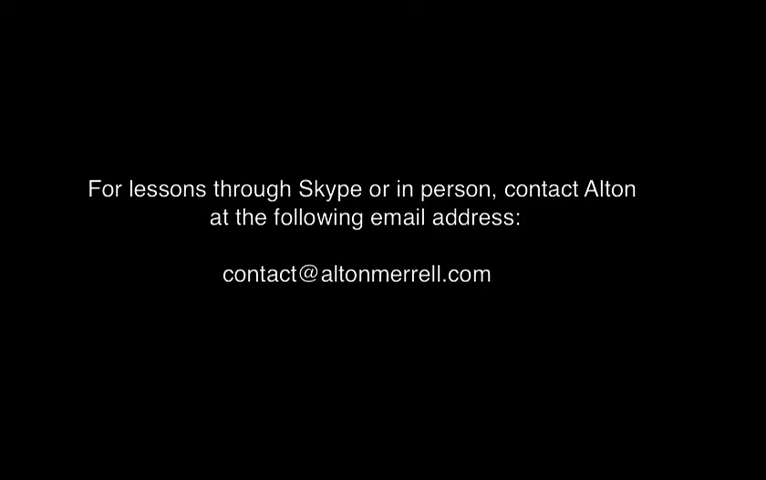 For lessons through Skype or in person, contact Alton
at the following email address:
contact@altonmerrell.com